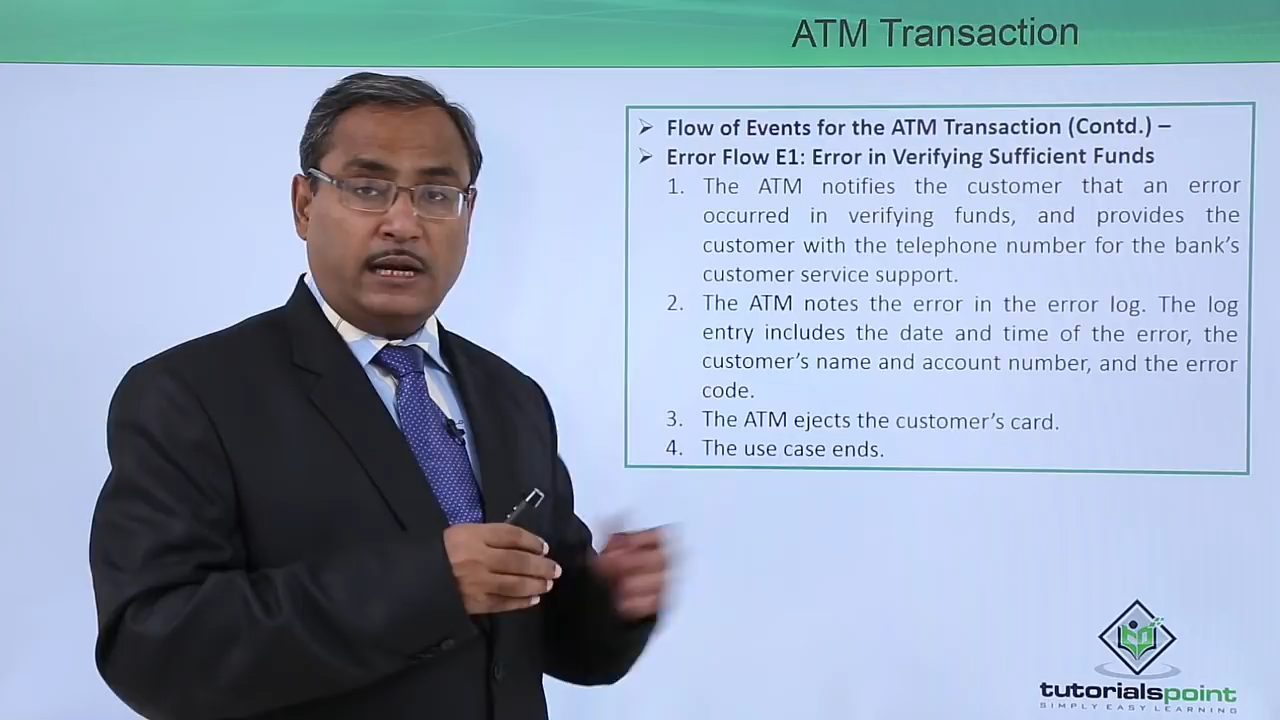 ATM Transaction
➢ Flow of Events for the ATM Transaction (Contd.) –
➢ Error Flow E1: Error in Verifying Sufficient Funds
1. The ATM notifies the customer that an error
occurred in verifying funds, and provides the
customer with the telephone number for the bank’s
customer service support.
2. The ATM notes the error in the error log. The log
entry includes the date and time of the error, the
customer’s name and account number, and the error
code.
3. The ATM ejects the customer’s card.
4. The use case ends.
tutorialspoint
SIMPLY EASY LEARNING